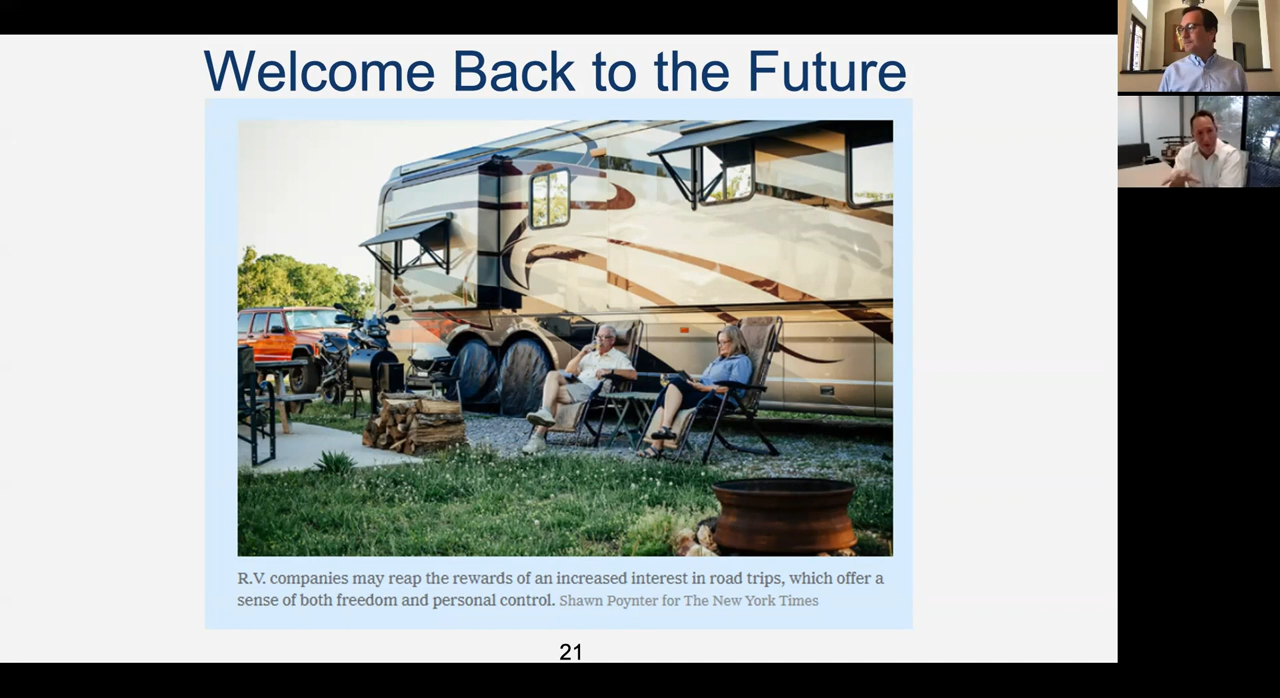 Welcome Back to the Future
R.V. companies may reap the rewards of an increased interest in road trips, which offer a
sense of both freedom and personal control. Shawn Poynter for The New York Times
21